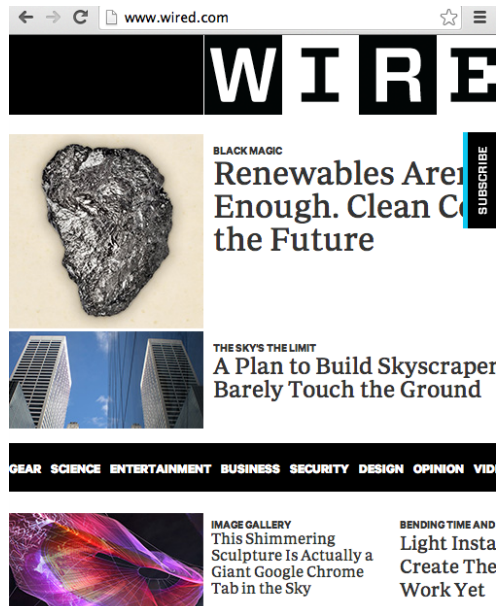 www.wired.com
WIRE
BLACK MAGIC
Renewables Aren
Enough. Clean Co
the Future
SUBSCRIBE
THE SKY'S THE LIMIT
A Plan to Build Skyscraper
Barely Touch the Ground
GEAR SCIENCE ENTERTAINMENT BUSINESS SECURITY DESIGN OPINION VID
IMAGE GALLERY
This Shimmering
Sculpture Is Actually a
Giant Google Chrome
Tab in the Sky
BENDING TIME AND
Light Insta
Create The
Work Yet